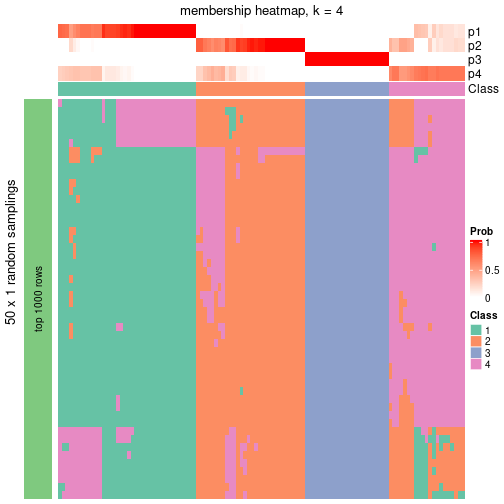 membership heatmap, k = 4
p1
p2
p3
p4
Class
50 x 1 random samplings
top 1000 rows
Prob
1
0.5
0
Class
1
2
3
4